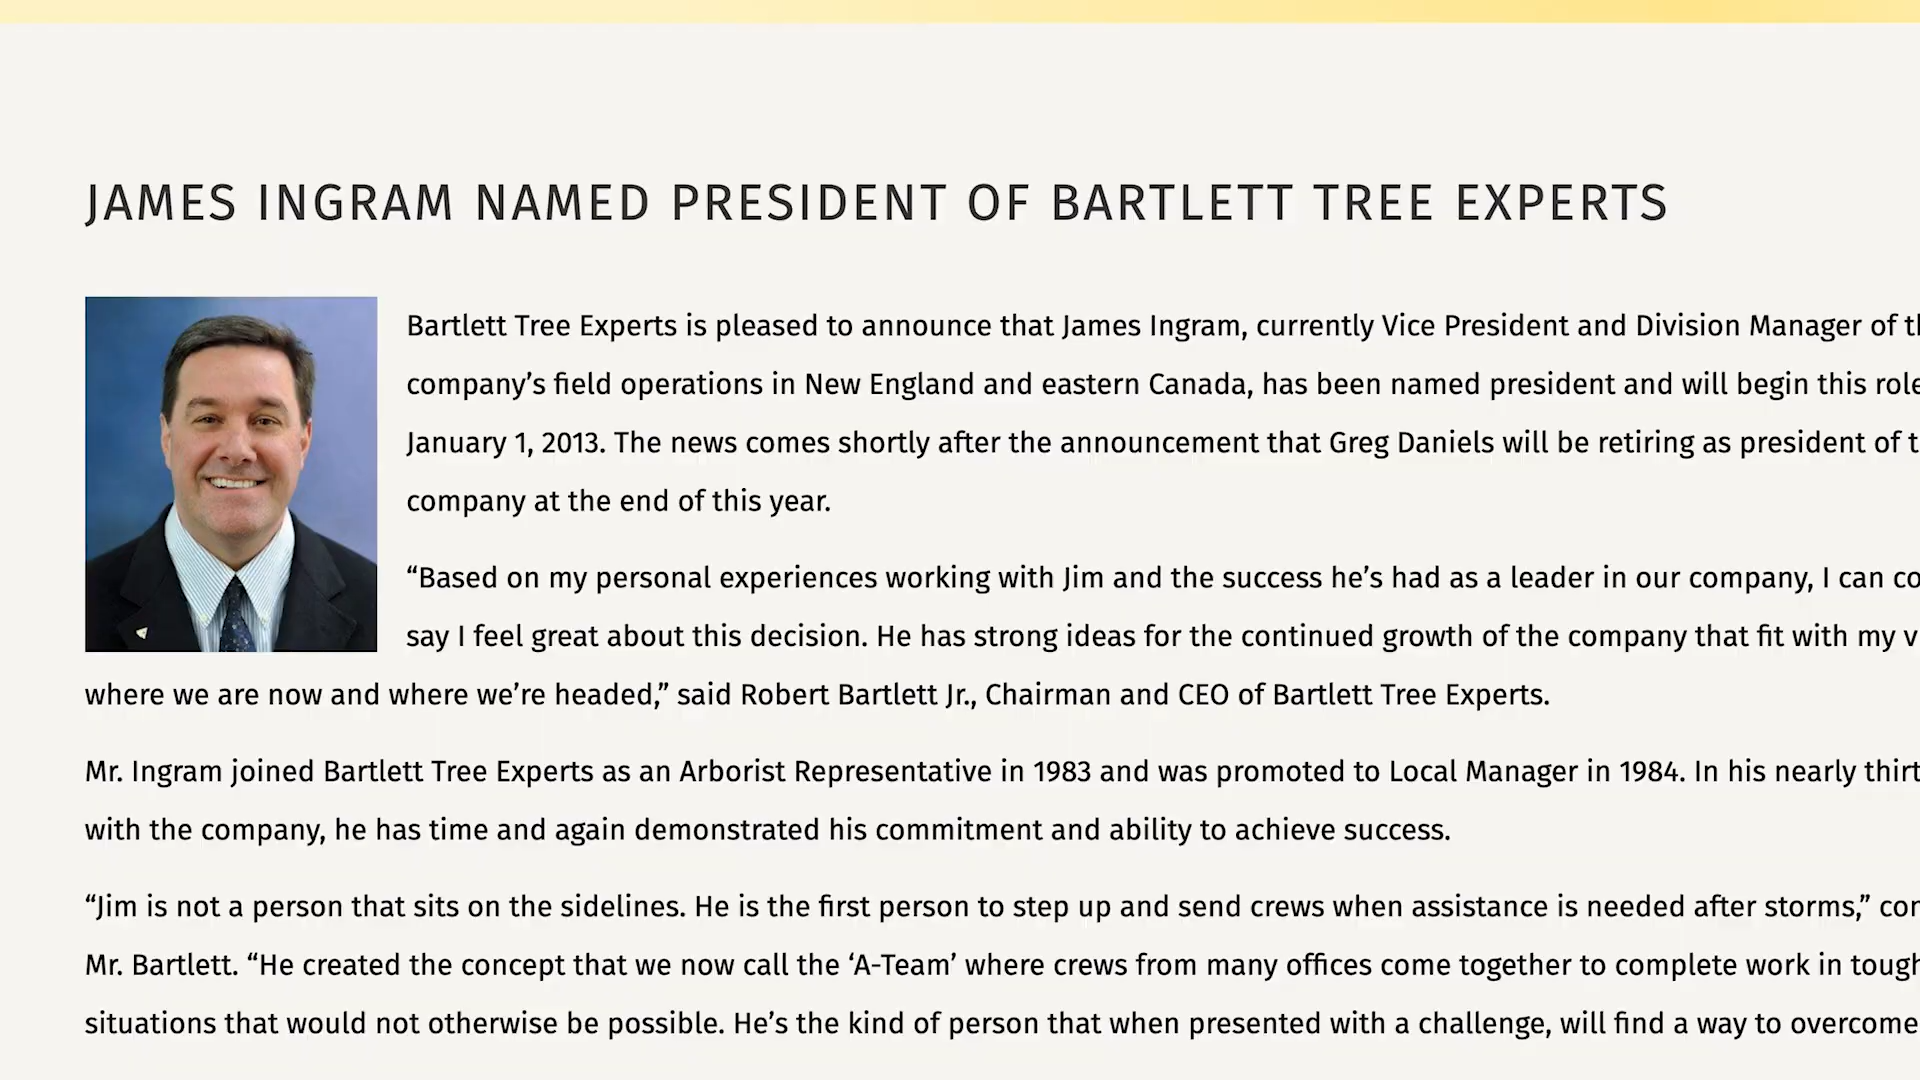 JAMES INGRAM NAMED PRESIDENT OF BARTLETT TREE EXPERTS
Bartlett Tree Experts is pleased to announce that James Ingram, currently Vice President and Division Manager of
company’s field operations in New England and eastern Canada, has been named president and will begin this role
January 1, 2013. The news comes shortly after the announcement that Greg Daniels will be retiring as president of
company at the end of this year.
“Based on my personal experiences working with Jim and the success he’s had as a leader in our company, I can
say I feel great about this decision. He has strong ideas for the continued growth of the company that fit with my
where we are now and where we’re headed,” said Robert Bartlett Jr., Chairman and CEO of Bartlett Tree Experts.
Mr. Ingram joined Bartlett Tree Experts as an Arborist Representative in 1983 and was promoted to Local Manager in 1984. In his nearly
with the company, he has time and again demonstrated his commitment and ability to achieve success.
“Jim is not a person that sits on the sidelines. He is the first person to step up and send crews when assistance is needed after storms,”
Mr. Bartlett. “He created the concept that we now call the ‘A-Team’ where crews from many offices come together to complete work in tough
situations that would not otherwise be possible. He’s the kind of person that when presented with a challenge, will find a way to overcome